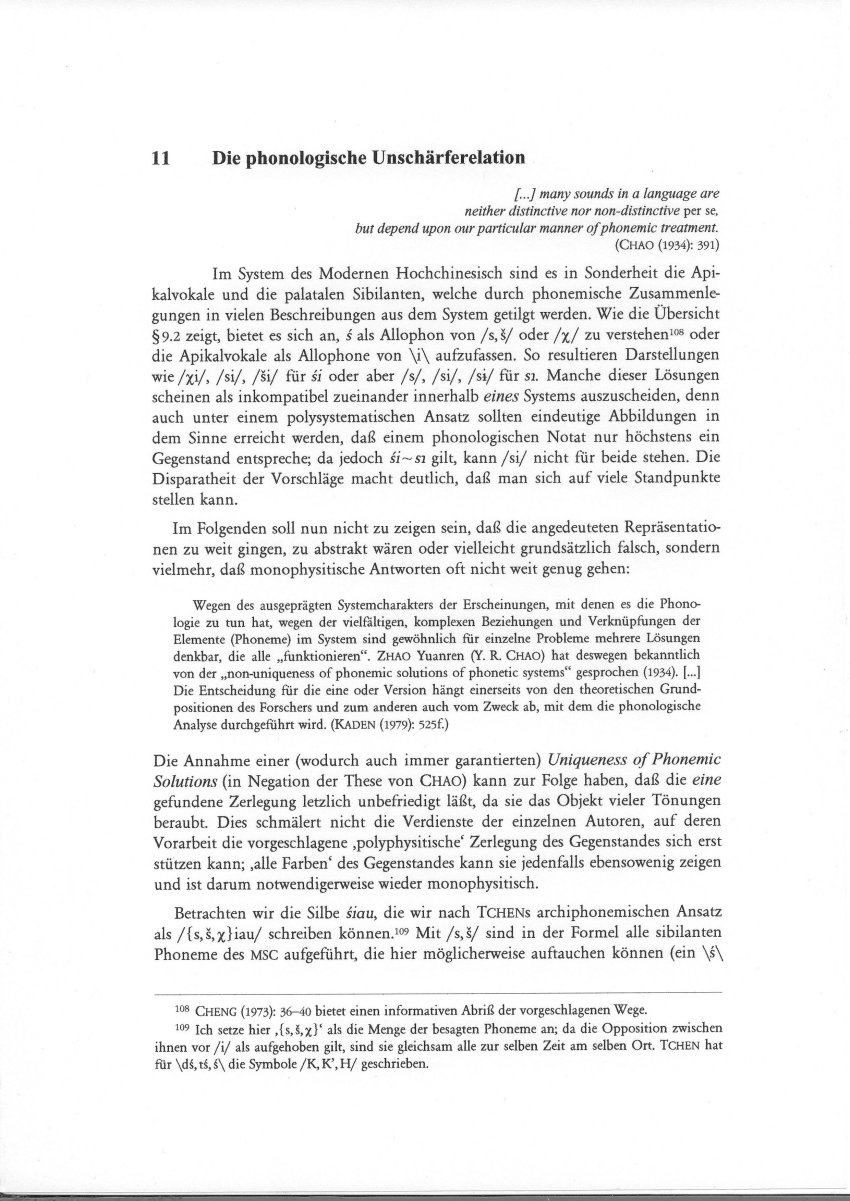 11 Die phonologische Unschärferelation
[...] many sounds in a language are
neither distinctive nor non-distinctive per se,
but depend upon our particular manner of phonemic treatment.
(CHAO (1934): 391)
Im System des Modernen Hochchinesisch sind es in Sonderheit die Api-
kalvokale und die palatalen Sibilanten, welche durch phonemische Zusammenle-
gungen in vielen Beschreibungen aus dem System getilgt werden. Wie die Übersicht
§ 9.2 zeigt, bietet es sich an, ś als Allophon von /s, š/ oder /χ/ zu verstehen¹⁰⁸ oder
die Apikalvokale als Allophone von \i\ aufzufassen. So resultieren Darstellungen
wie /χi/, /si/, /ši/ für śi oder aber /s/, /si/, /sɨ/ für sı. Manche dieser Lösungen
scheinen als inkompatibel zueinander innerhalb eines Systems auszuscheiden, denn
auch unter einem polysystematischen Ansatz sollten eindeutige Abbildungen in
dem Sinne erreicht werden, daß einem phonologischen Notat nur höchstens ein
Gegenstand entspreche; da jedoch śi~sı gilt, kann /si/ nicht für beide stehen. Die
Disparatheit der Vorschläge macht deutlich, daß man sich auf viele Standpunkte
stellen kann.
Im Folgenden soll nun nicht zu zeigen sein, daß die angedeuteten Repräsentatio-
nen zu weit gingen, zu abstrakt wären oder vielleicht grundsätzlich falsch, sondern
vielmehr, daß monophysitische Antworten oft nicht weit genug gehen:
Wegen des ausgeprägten Systemcharakters der Erscheinungen, mit denen es die Phono-
logie zu tun hat, wegen der vielfältigen, komplexen Beziehungen und Verknüpfungen der
Elemente (Phoneme) im System sind gewöhnlich für einzelne Probleme mehrere Lösungen
denkbar, die alle „funktionieren“. ZHAO Yuanren (Y. R. CHAO) hat deswegen bekanntlich
von der „non-uniqueness of phonemic solutions of phonetic systems“ gesprochen (1934). [...]
Die Entscheidung für die eine oder Version hängt einerseits von den theoretischen Grund-
positionen des Forschers und zum anderen auch vom Zweck ab, mit dem die phonologische
Analyse durchgeführt wird. (KADEN (1979): 525f.)
Die Annahme einer (wodurch auch immer garantierten) Uniqueness of Phonemic
Solutions (in Negation der These von CHAO) kann zur Folge haben, daß die eine
gefundene Zerlegung letzlich unbefriedigt läßt, da sie das Objekt vieler Tönungen
beraubt. Dies schmälert nicht die Verdienste der einzelnen Autoren, auf deren
Vorarbeit die vorgeschlagene ‚polyphysitische‘ Zerlegung des Gegenstandes sich erst
stützen kann; ‚alle Farben‘ des Gegenstandes kann sie jedenfalls ebensowenig zeigen
und ist darum notwendigerweise wieder monophysitisch.
Betrachten wir die Silbe śiau, die wir nach TCHENs archiphonemischen Ansatz
als /{s, š, χ}iau/ schreiben können.¹⁰⁹ Mit /s, š/ sind in der Formel alle sibilanten
Phoneme des MSC aufgeführt, die hier möglicherweise auftauchen können (ein \ś\
¹⁰⁸ CHENG (1973): 36–40 bietet einen informativen Abriß der vorgeschlagenen Wege.
¹⁰⁹ Ich setze hier ‚{s, š, χ}‘ als die Menge der besagten Phoneme an; da die Opposition zwischen
ihnen vor /i/ als aufgehoben gilt, sind sie gleichsam alle zur selben Zeit am selben Ort. TCHEN hat
für \dś, tś, ś\ die Symbole /K, K’, H/ geschrieben.